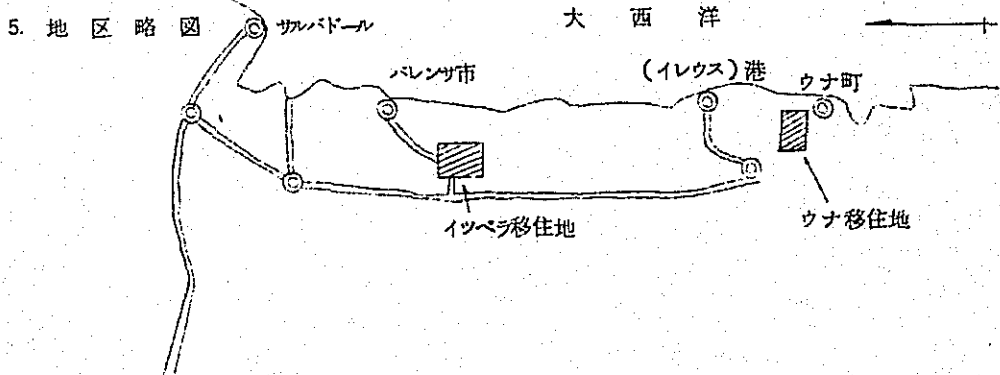 5. 地区略図
サルバドール
大西洋
バレンサ市
(イレウス)港
ウナ町
イツペラ移住地
ウナ移住地